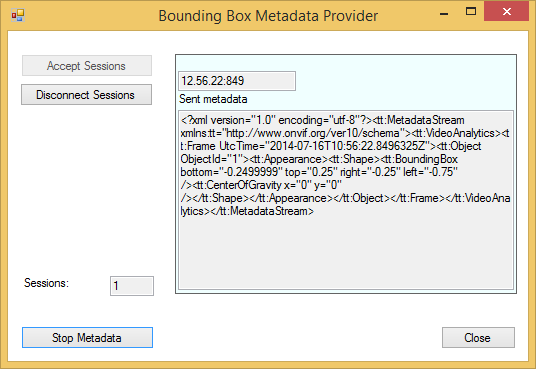 Bounding Box Metadata Provider
Accept Sessions
Disconnect Sessions
12.56.22:849
Sent metadata
<?xml version="1.0" encoding="utf-8"?><tt:MetadataStream
xmlns:tt="http://www.onvif.org/ver10/schema"><tt:VideoAnalytics><t
t:Frame UtcTime="2014-07-16T10:56:22.8496325Z"><tt:Object
ObjectId="1"><tt:Appearance><tt:Shape><tt:BoundingBox
bottom="-0.2499999" top="0.25" right="-0.25" left="-0.75"
/><tt:CenterOfGravity x="0" y="0"
/></tt:Shape></tt:Appearance></tt:Object></tt:Frame></tt:VideoAna
lytics></tt:MetadataStream>
Sessions:
1
Stop Metadata
Close